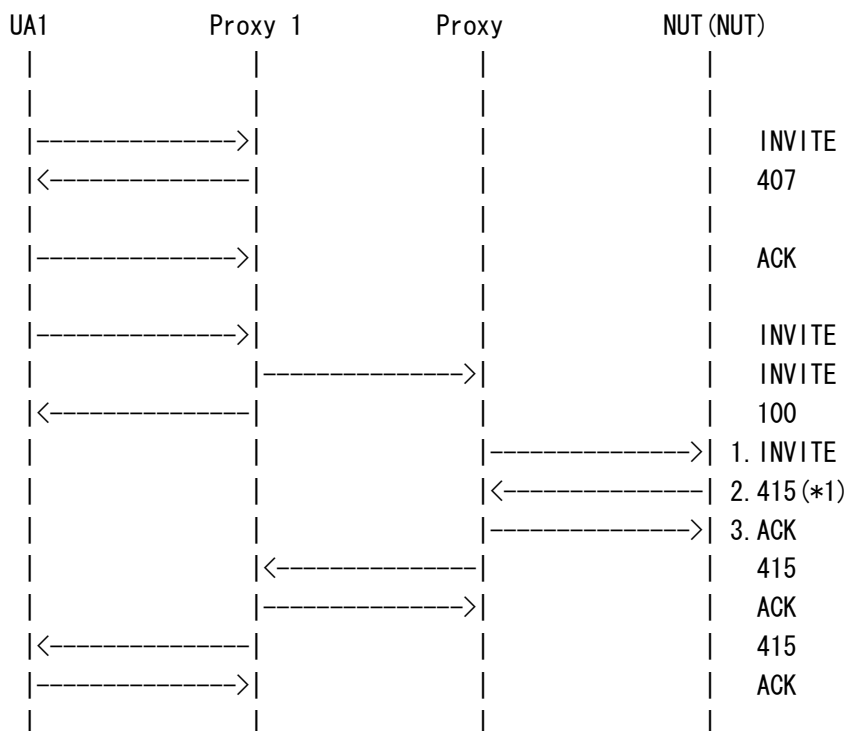 UA1 Proxy 1 Proxy NUT(NUT)
| | | |
| | | |
|-------------->| | | INVITE
|<-------------- | | 407
| | | |
|-------------->| | | ACK
| | | |
|-------------->| | | INVITE
| |-------------->| | INVITE
|<--------------| | | 100
| | |-------------->| 1.INVITE
| | |<--------------| 2.415(*1)
| | |-------------->| 3.ACK
| |<--------------| | 415
| |-------------->| | ACK
|<--------------| | | 415
|-------------->| | | ACK
| | | |